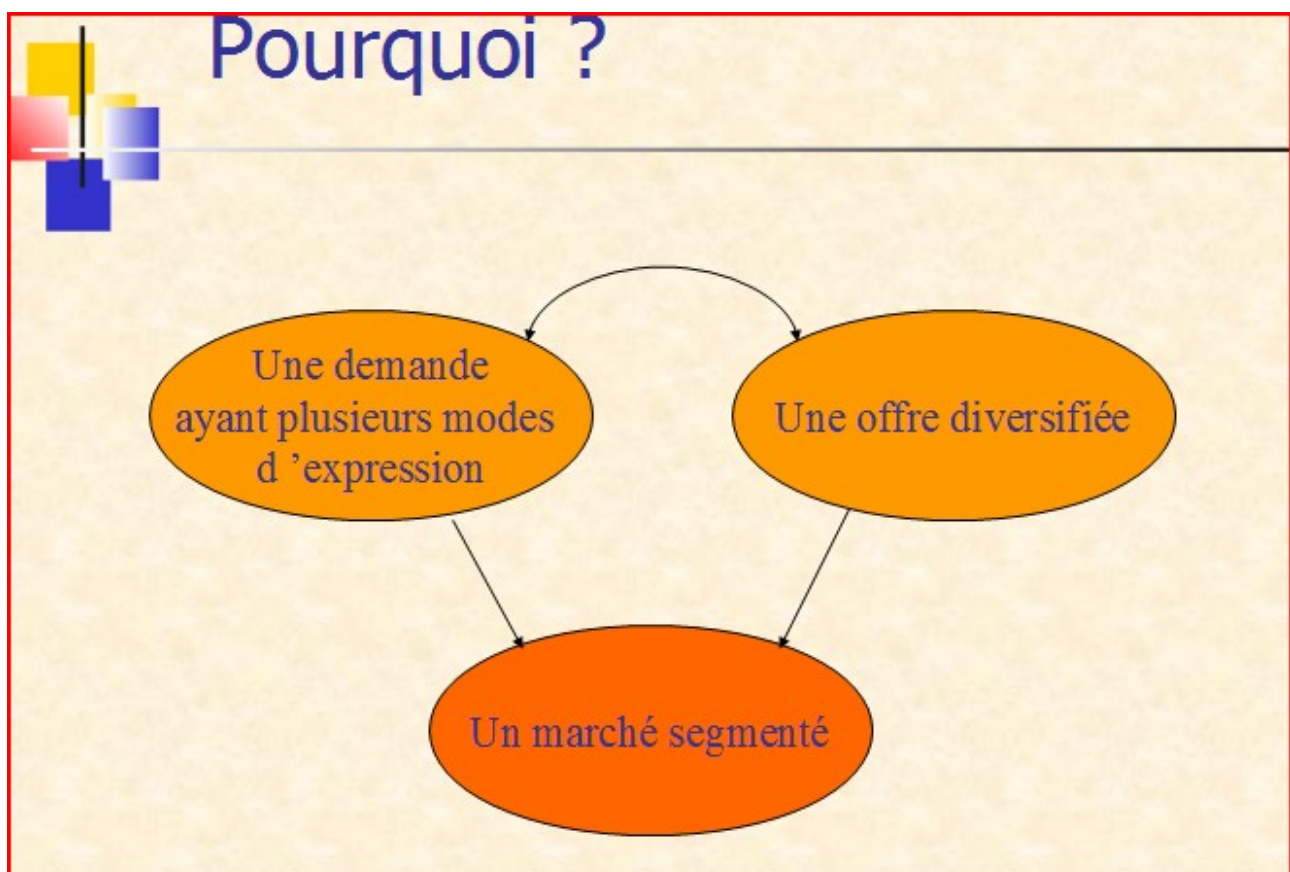 Pourquoi ?
Une demande
ayant plusieurs modes
d ’expression
Une offre diversifiée
Un marché segmenté